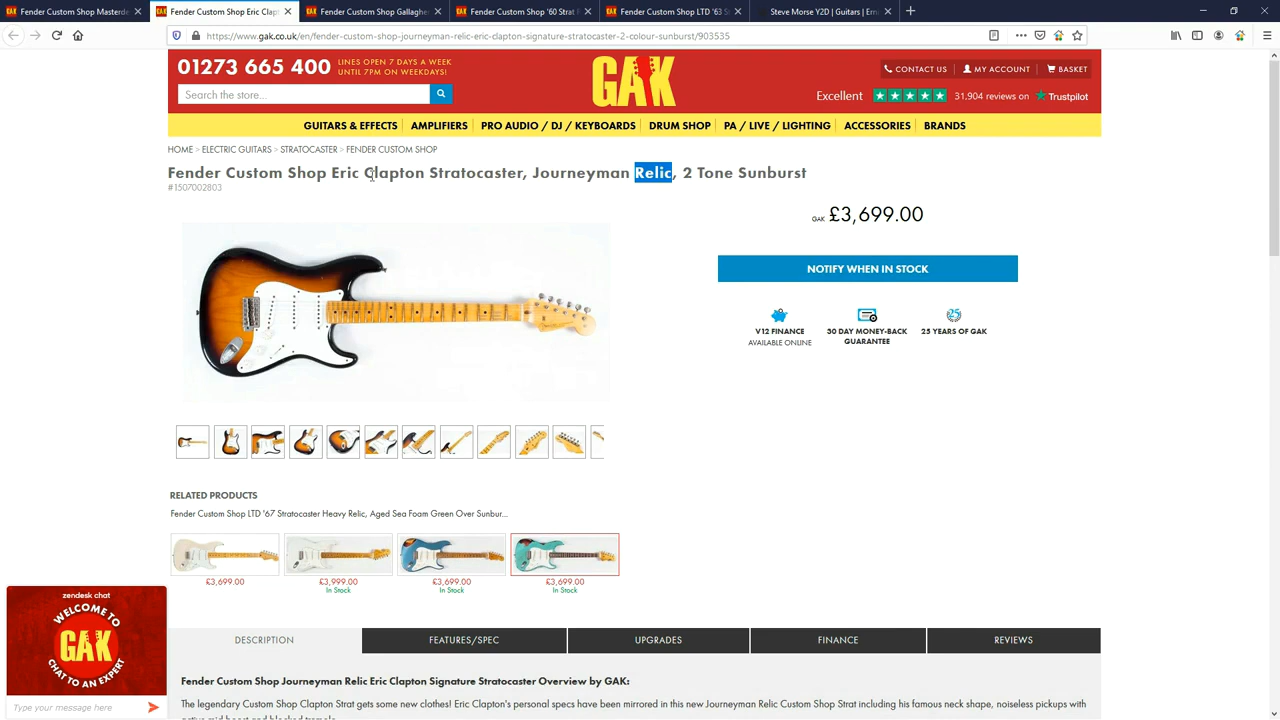 Fender Custom Shop Masterde
Fender Custom Shop Eric Clap
Fender Custom Shop Gallaghe
Fender Custom Shop '60 Strat R
Fender Custom Shop LTD '63 S
Steve Morse Y2D | Guitars | Erni
https://www.gak.co.uk/en/fender-custom-shop-journeyman-relic-eric-clapton-signature-stratocaster-2-colour-sunburst/903535
01273 665 400
LINES OPEN 7 DAYS A WEEK
UNTIL 7PM ON WEEKDAYS!
GAK
CONTACT US
MY ACCOUNT
BASKET
Search the store...
Excellent
31,904 reviews on
Trustpilot
GUITARS & EFFECTS
AMPLIFIERS
PRO AUDIO / DJ / KEYBOARDS
DRUM SHOP
PA / LIVE / LIGHTING
ACCESSORIES
BRANDS
HOME > ELECTRIC GUITARS > STRATOCASTER > FENDER CUSTOM SHOP
Fender Custom Shop Eric Clapton Stratocaster, Journeyman Relic, 2 Tone Sunburst
#1507002803
GAK £3,699.00
NOTIFY WHEN IN STOCK
V12 FINANCE
AVAILABLE ONLINE
30 DAY MONEY-BACK
GUARANTEE
25
25 YEARS OF GAK
RELATED PRODUCTS
Fender Custom Shop LTD '67 Stratocaster Heavy Relic, Aged Sea Foam Green Over Sunbur...
£3,699.00
£3,999.00
In Stock
£3,699.00
In Stock
£3,699.00
In Stock
zendesk chat
WELCOME TO
GAK
CHAT TO AN EXPERT
Type your message here
DESCRIPTION
FEATURES/SPEC
UPGRADES
FINANCE
REVIEWS
Fender Custom Shop Journeyman Relic Eric Clapton Signature Stratocaster Overview by GAK:
The legendary Custom Shop Clapton Strat gets some new clothes! Eric Clapton's personal specs have been mirrored in this new Journeyman Relic Custom Shop Strat including his famous neck shape, noiseless pickups with
active mid boost and blocked tremolo